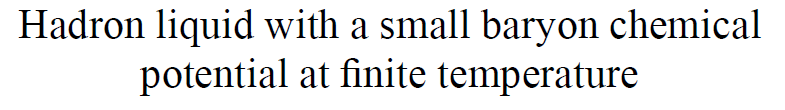 Hadron liquid with a small baryon chemical
potential at finite temperature